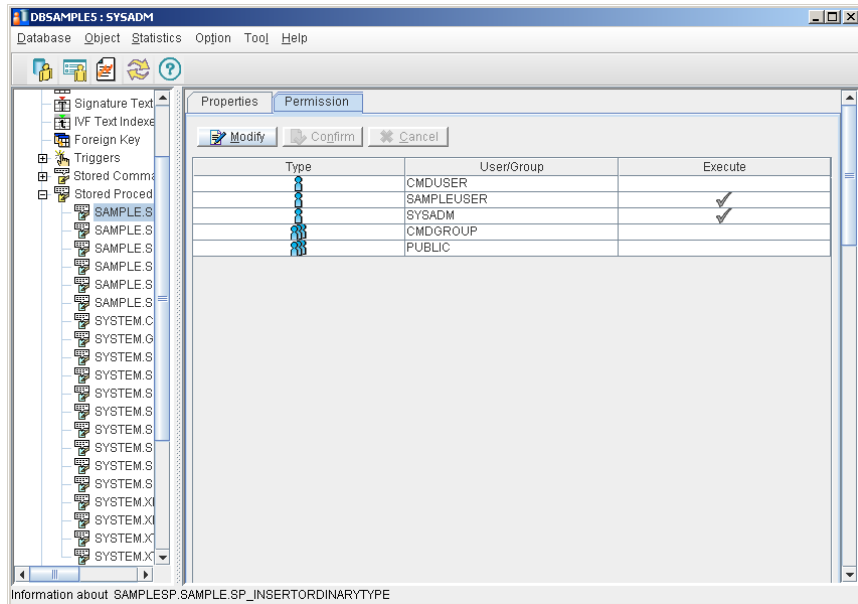 DBSAMPLE5 : SYSADM
Database Object Statistics Option Tool Help
Signature Text
IVF Text Indexe
Foreign Key
Triggers
Stored Comma
Stored Proced
SAMPLE.S
SAMPLE.S
SAMPLE.S
SAMPLE.S
SAMPLE.S
SAMPLE.S
SYSTEM.C
SYSTEM.G
SYSTEM.S
SYSTEM.S
SYSTEM.S
SYSTEM.S
SYSTEM.S
SYSTEM.S
SYSTEM.S
SYSTEM.S
SYSTEM.XI
SYSTEM.XI
SYSTEM.X
SYSTEM.X
Properties Permission
Modify Confirm Cancel
Type User/Group Execute
CMDUSER
SAMPLEUSER
SYSADM
CMDGROUP
PUBLIC
Information about SAMPLESP.SAMPLE.SP_INSERTORDINARYTYPE